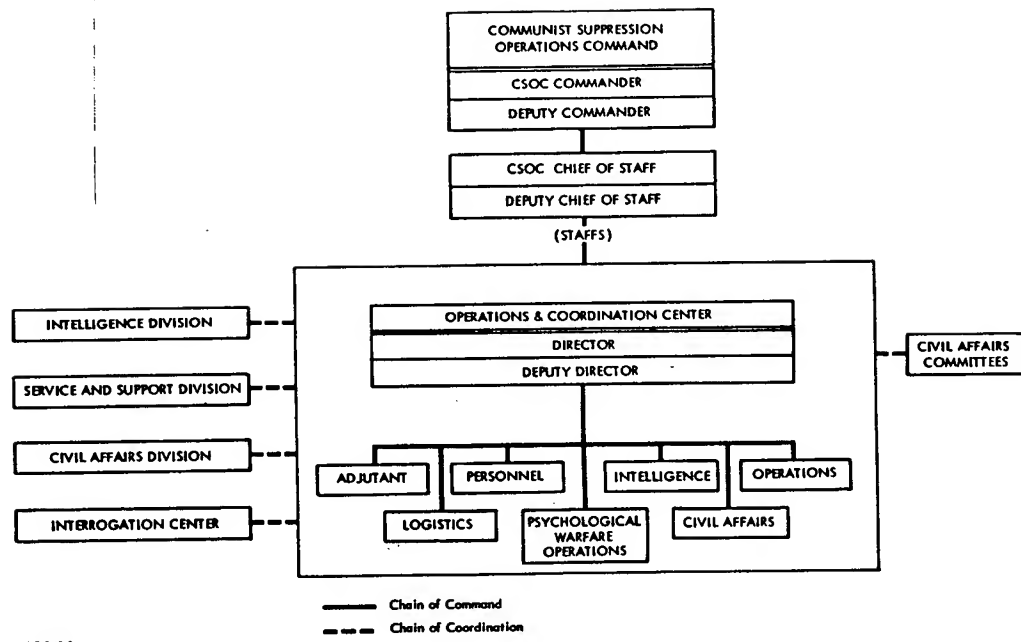 COMMUNIST SUPPRESSION
OPERATIONS COMMAND
CSOC COMMANDER
DEPUTY COMMANDER
CSOC CHIEF OF STAFF
DEPUTY CHIEF OF STAFF
(STAFFS)
INTELLIGENCE DIVISION
SERVICE AND SUPPORT DIVISION
CIVIL AFFAIRS DIVISION
INTERROGATION CENTER
OPERATIONS & COORDINATION CENTER
DIRECTOR
DEPUTY DIRECTOR
CIVIL AFFAIRS
COMMITTEES
ADJUTANT
PERSONNEL
INTELLIGENCE
OPERATIONS
LOGISTICS
PSYCHOLOGICAL
WARFARE
OPERATIONS
CIVIL AFFAIRS
Chain of Command
Chain of Coordination